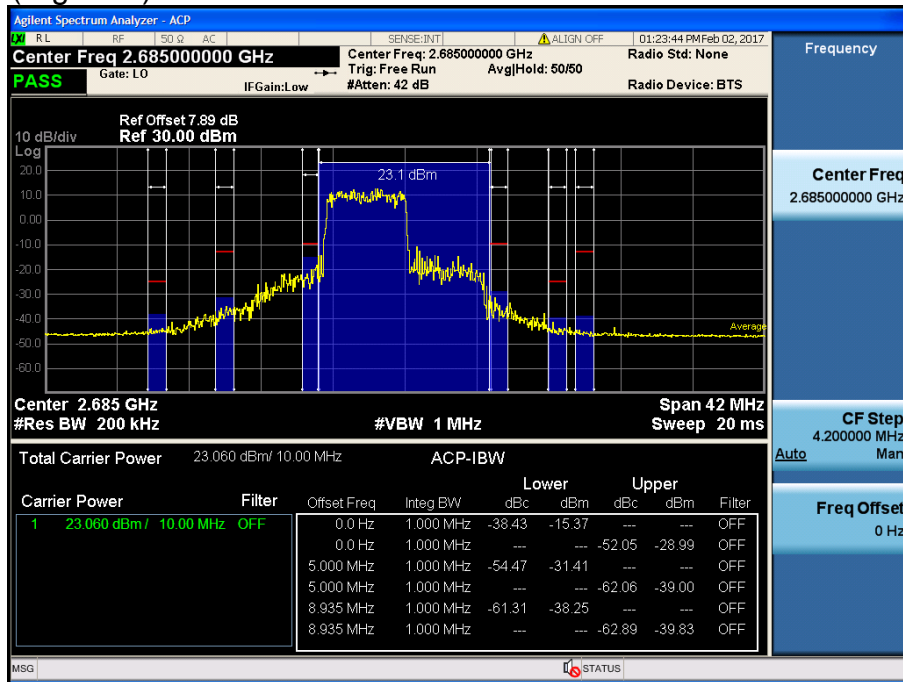 Agilent Spectrum Analyzer - ACP
LXI RL RF 50 Ω AC SENSE:INT ALIGN OFF 01:23:44 PM Feb 02, 2017
Center Freq 2.685000000 GHz Center Freq: 2.685000000 GHz Radio Std: None
Gate: LO Trig: Free Run Avg|Hold: 50/50
PASS IFGain:Low #Atten: 42 dB Radio Device: BTS
Ref Offset 7.89 dB
10 dB/div Ref 30.00 dBm
Log
20.0
10.0
0.00
-10.0
-20.0
-30.0
-40.0
-50.0
-60.0
23.1 dBm
Average
Center 2.685 GHz Span 42 MHz
#Res BW 200 kHz #VBW 1 MHz Sweep 20 ms
Total Carrier Power 23.060 dBm/ 10.00 MHz ACP-IBW
Lower Upper
Carrier Power Filter Offset Freq Integ BW dBc dBm dBc dBm Filter
1 23.060 dBm / 10.00 MHz OFF 0.0 Hz 1.000 MHz -38.43 -15.37 --- --- OFF
0.0 Hz 1.000 MHz --- --- -52.05 -28.99 OFF
5.000 MHz 1.000 MHz -54.47 -31.41 --- --- OFF
5.000 MHz 1.000 MHz --- --- -62.06 -39.00 OFF
8.935 MHz 1.000 MHz -61.31 -38.25 --- --- OFF
8.935 MHz 1.000 MHz --- --- -62.89 -39.83 OFF
MSG STATUS
Frequency
Center Freq
2.685000000 GHz
CF Step
4.200000 MHz
Auto Man
Freq Offset
0 Hz